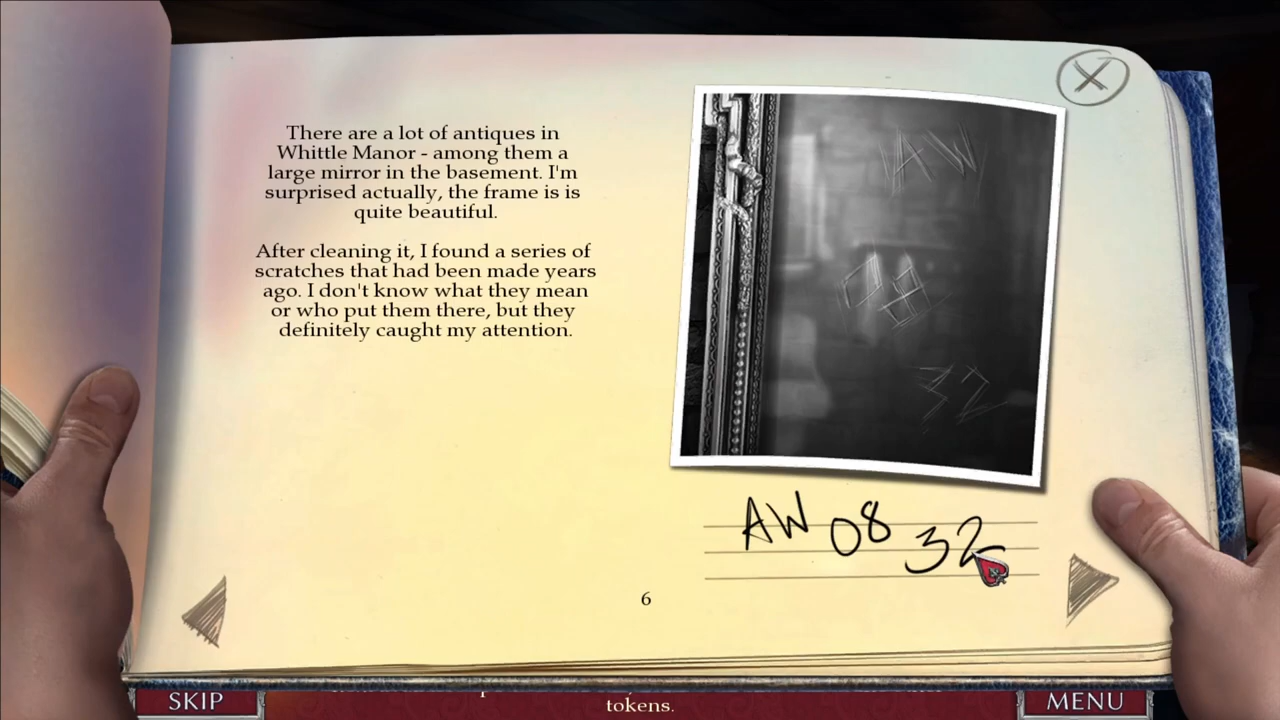 There are a lot of antiques in
Whittle Manor - among them a
large mirror in the basement. I'm
surprised actually, the frame is is
quite beautiful.
After cleaning it, I found a series of
scratches that had been made years
ago. I don't know what they mean
or who put them there, but they
definitely caught my attention.
AW
08
32
AW 08 32
6
SKIP
tokens.
MENU